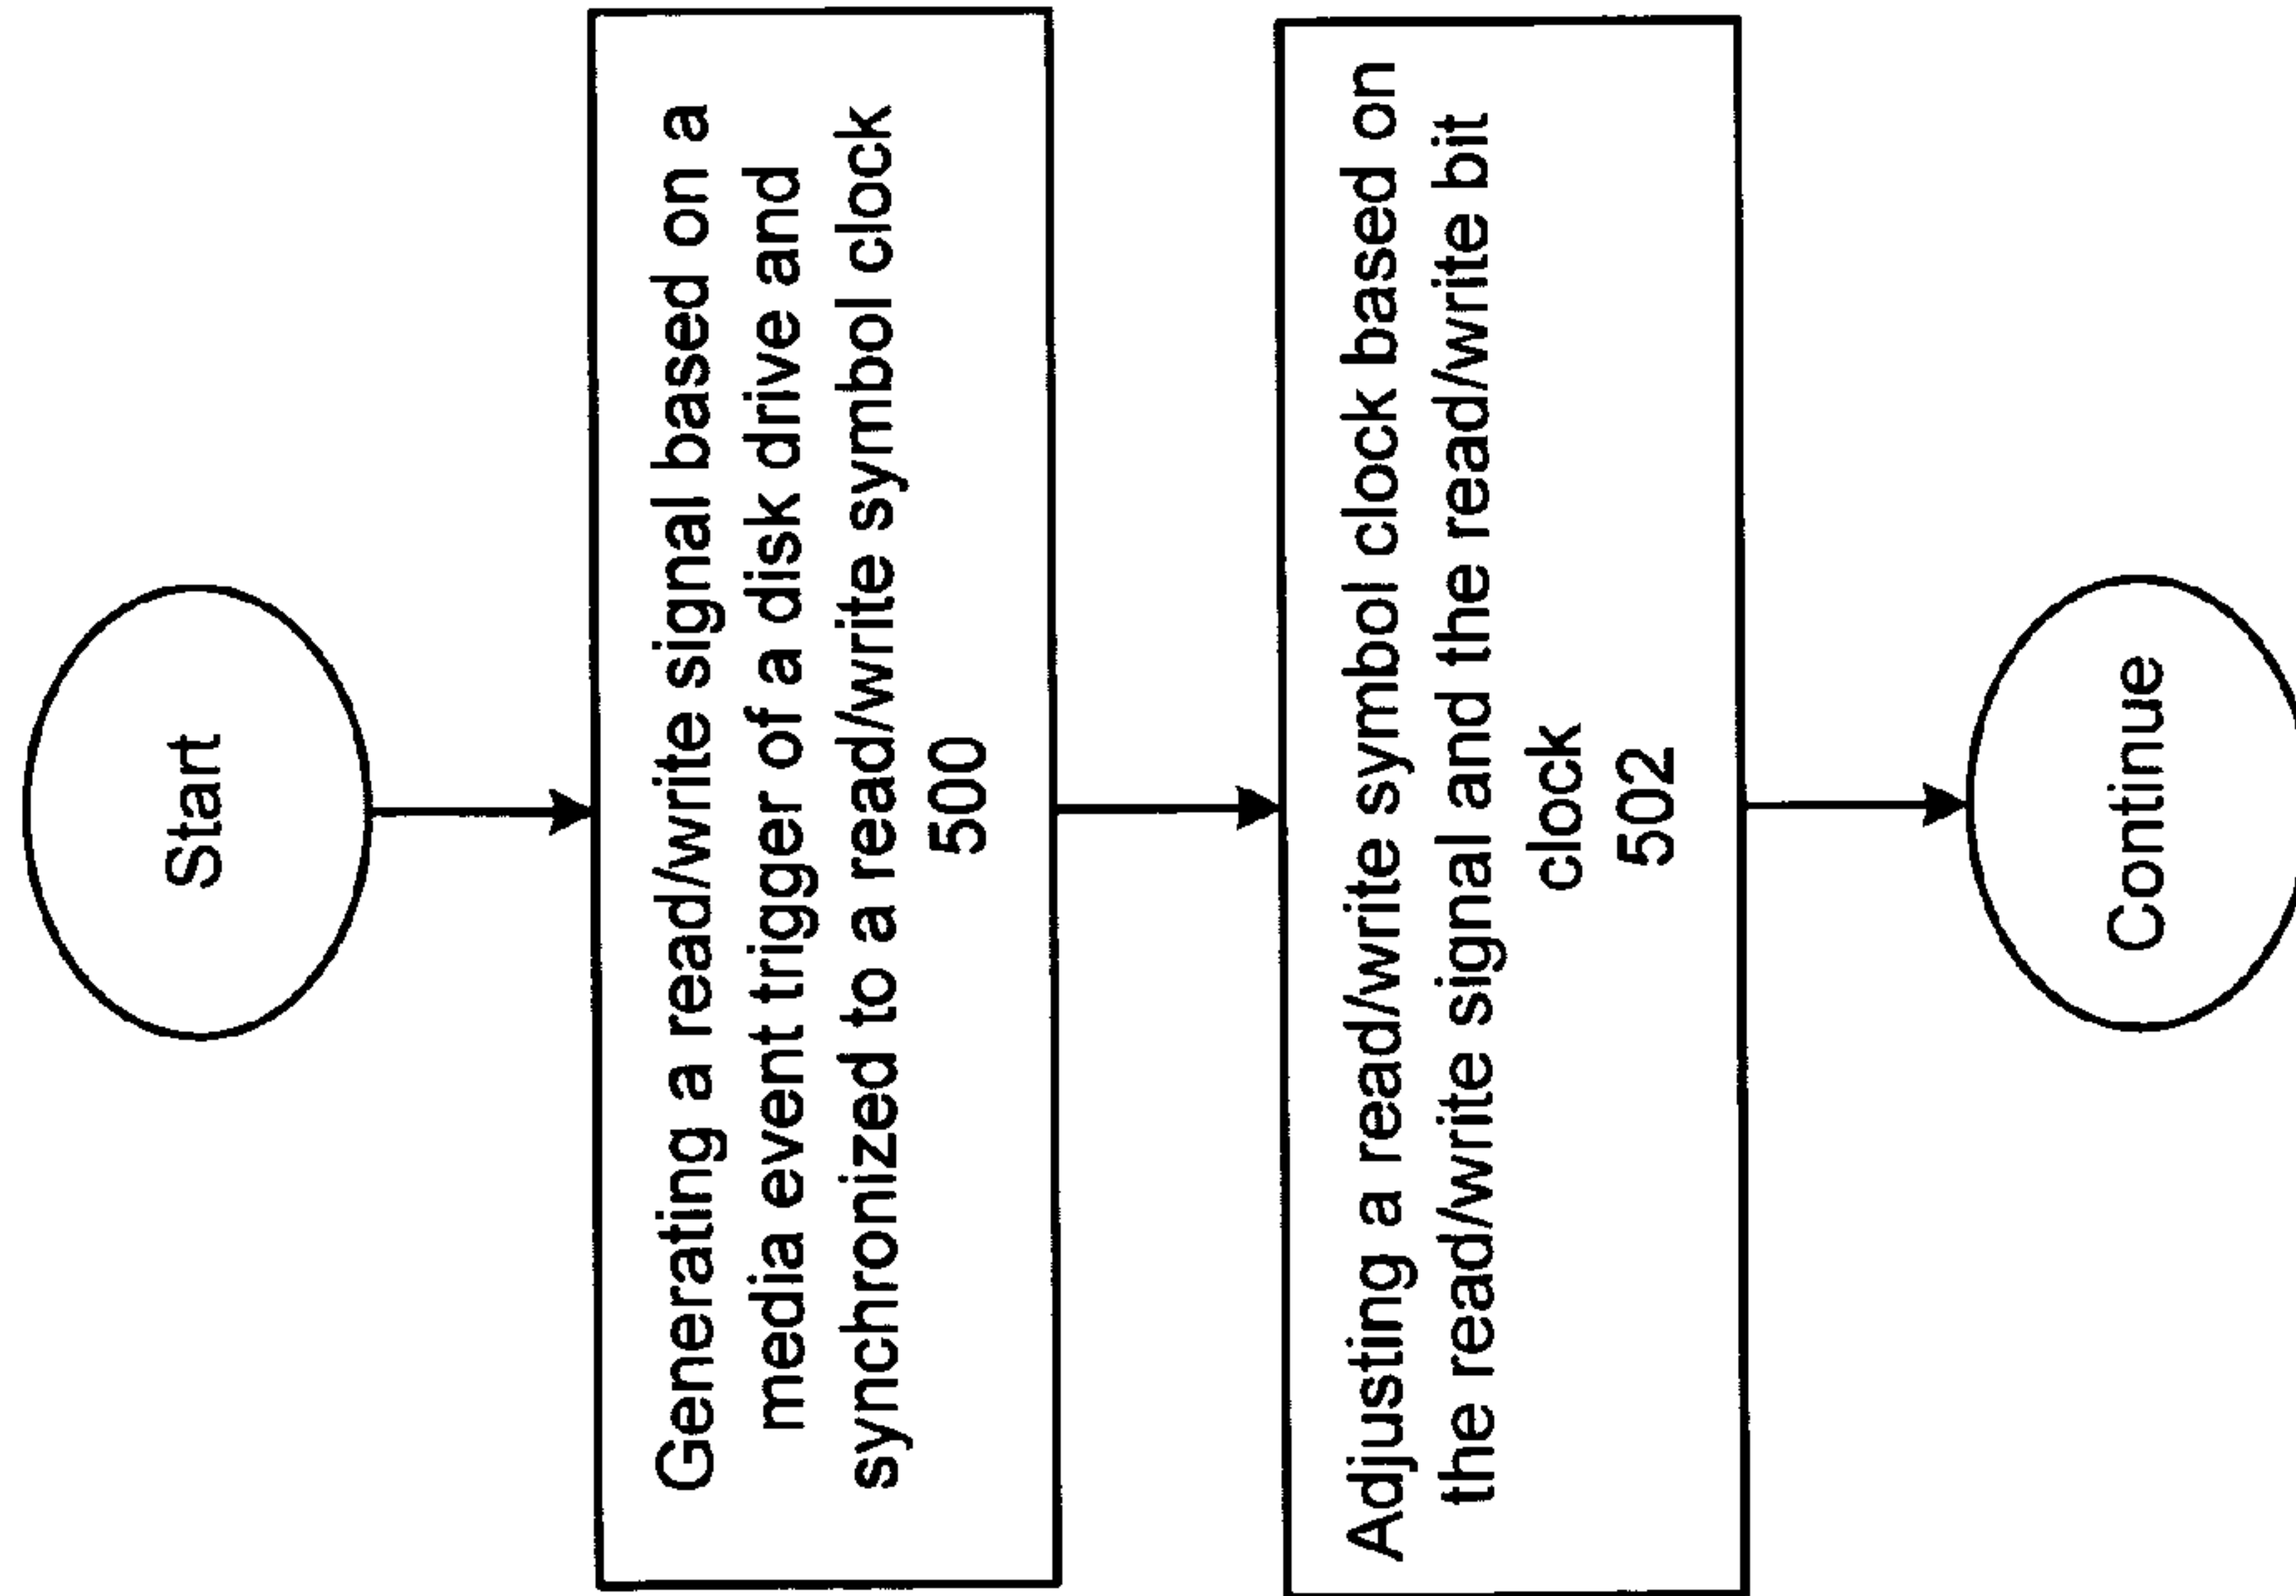 Start
Generating a read/write signal based on a
media event trigger of a disk drive and
synchronized to a read/write symbol clock
500
Adjusting a read/write symbol clock based on
the read/write signal and the read/write bit
clock
502
Continue